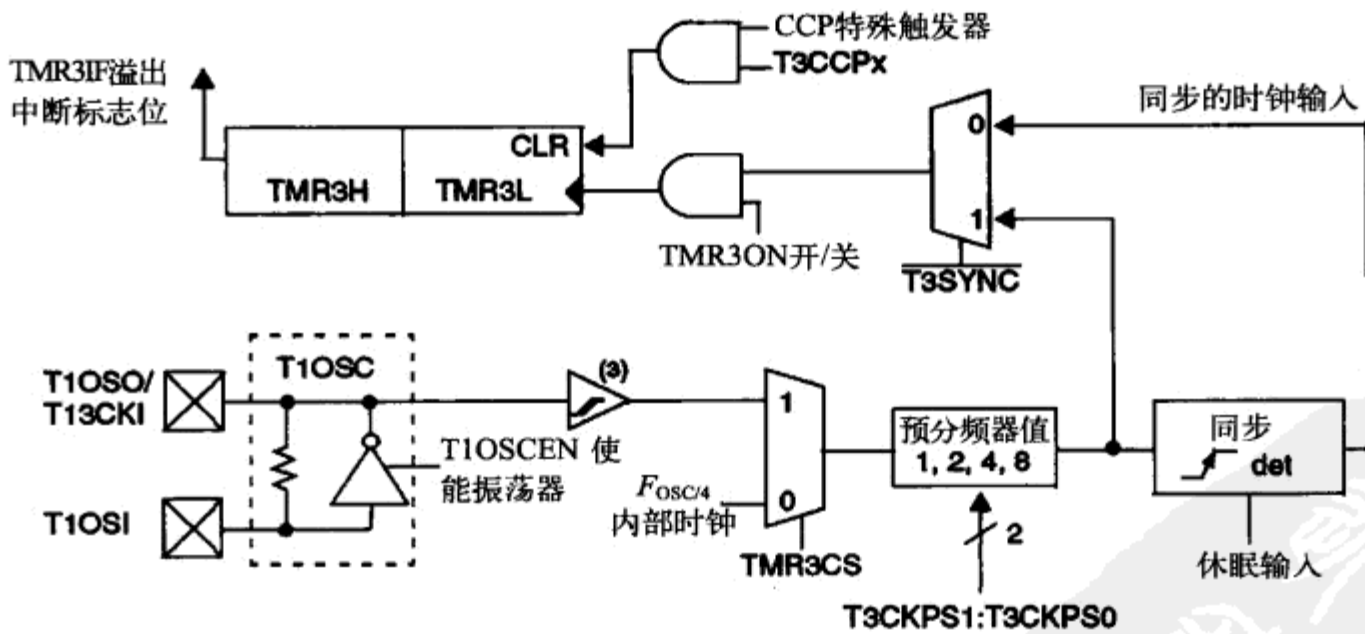 CCP特殊触发器
T3CCPx
TMR3IF溢出
中断标志位
同步的时钟输入
0
CLR
TMR3H
TMR3L
1
TMR3ON开/关
T3SYNC
T1OSC
(3)
T1OSO/
T13CKI
1
预分频器值
1, 2, 4, 8
同步
det
T1OSCEN 使
能振荡器
FOSC/4
内部时钟
0
T1OSI
2
TMR3CS
休眠输入
T3CKPS1:T3CKPS0